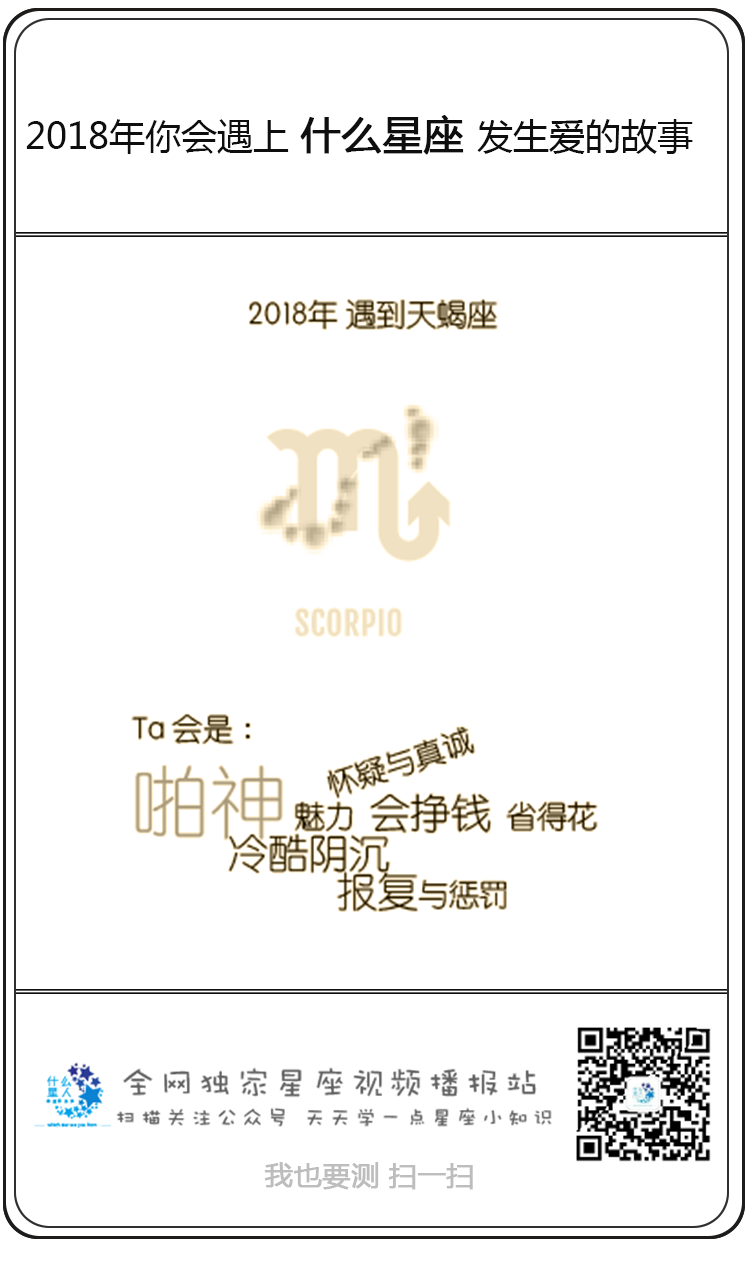 2018年你会遇上 什么星座 发生爱的故事
2018年 遇到天蝎座
SCORPIO
Ta 会是：
怀疑与真诚
啪神 魅力 会挣钱 省得花
冷酷阴沉
报复与惩罚
什么
星人
全网独家星座视频播报站
扫描关注公众号 天天学一点星座小知识
我也要测 扫一扫